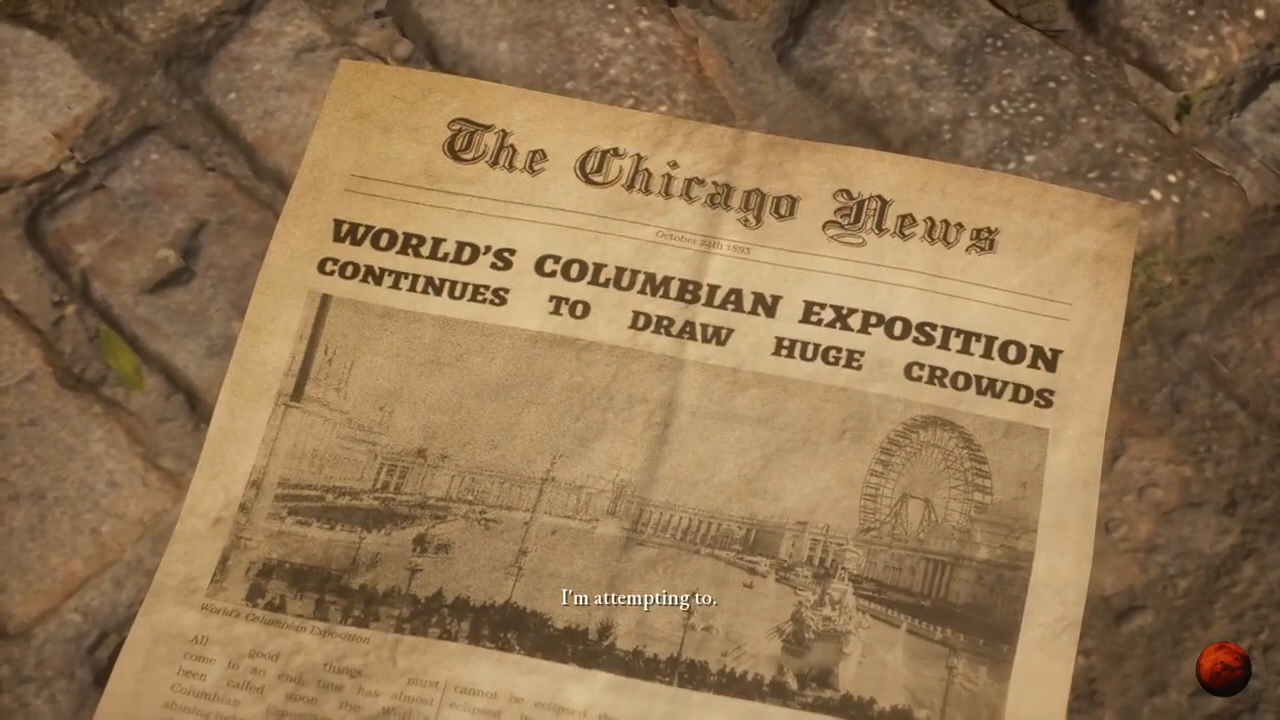 The Chicago News
October 24th 1893
WORLD'S COLUMBIAN EXPOSITION
CONTINUES TO DRAW HUGE CROWDS
I'm attempting to.
World's Columbian Exposition
All good things must
come to an end; time has almost
been called upon the World's
Columbian
shining
cannot be eclipsed
eclipsed